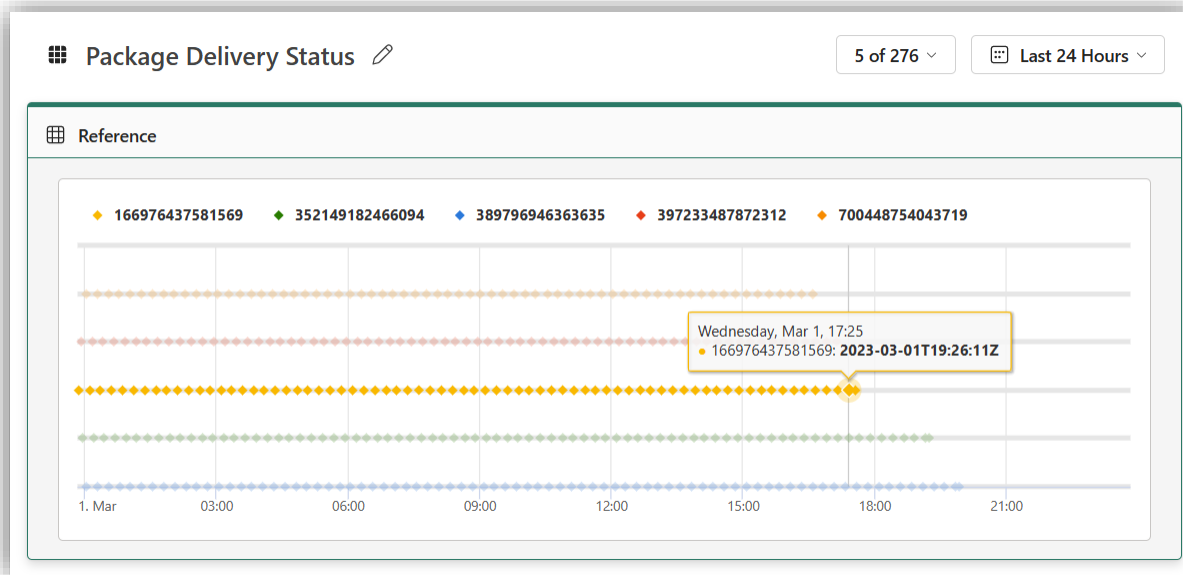 Package Delivery Status
5 of 276
Last 24 Hours
Reference
166976437581569 352149182466094 389796946363635 397233487872312 700448754043719
Wednesday, Mar 1, 17:25
166976437581569: 2023-03-01T19:26:11Z
1. Mar 03:00 06:00 09:00 12:00 15:00 18:00 21:00